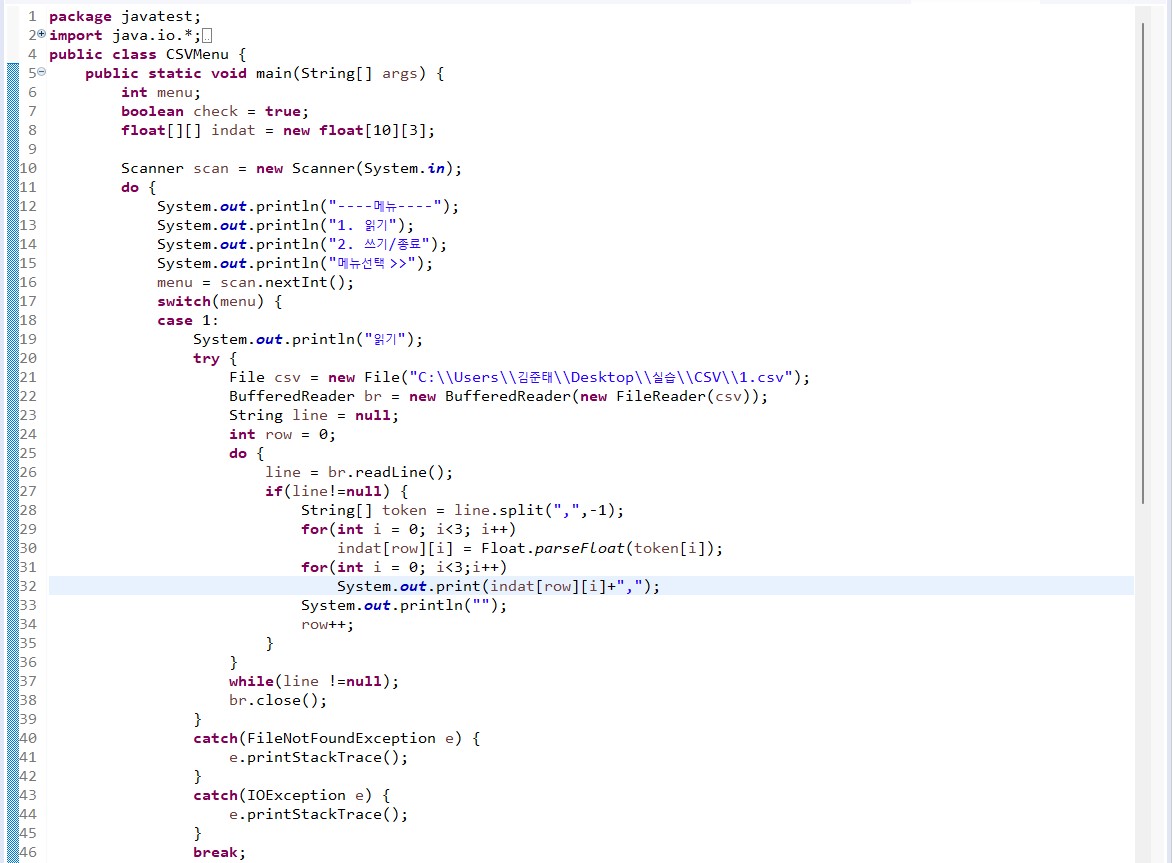 1 package javatest;
2 import java.io.*;
4 public class CSVMenu {
5     public static void main(String[] args) {
6         int menu;
7         boolean check = true;
8         float[][] indat = new float[10][3];
9
10         Scanner scan = new Scanner(System.in);
11         do {
12             System.out.println("----메뉴----");
13             System.out.println("1. 읽기");
14             System.out.println("2. 쓰기/종료");
15             System.out.println("메뉴선택 >>");
16             menu = scan.nextInt();
17             switch(menu) {
18             case 1:
19                 System.out.println("읽기");
20                 try {
21                     File csv = new File("C:\\Users\\김준태\\Desktop\\실습\\CSV\\1.csv");
22                     BufferedReader br = new BufferedReader(new FileReader(csv));
23                     String line = null;
24                     int row = 0;
25                     do {
26                         line = br.readLine();
27                         if(line!=null) {
28                             String[] token = line.split(",",-1);
29                             for(int i = 0; i<3; i++)
30                                 indat[row][i] = Float.parseFloat(token[i]);
31                             for(int i = 0; i<3;i++)
32                                 System.out.print(indat[row][i]+",");
33                             System.out.println("");
34                             row++;
35                         }
36                     }
37                     while(line !=null);
38                     br.close();
39                 }
40                 catch(FileNotFoundException e) {
41                     e.printStackTrace();
42                 }
43                 catch(IOException e) {
44                     e.printStackTrace();
45                 }
46                 break;